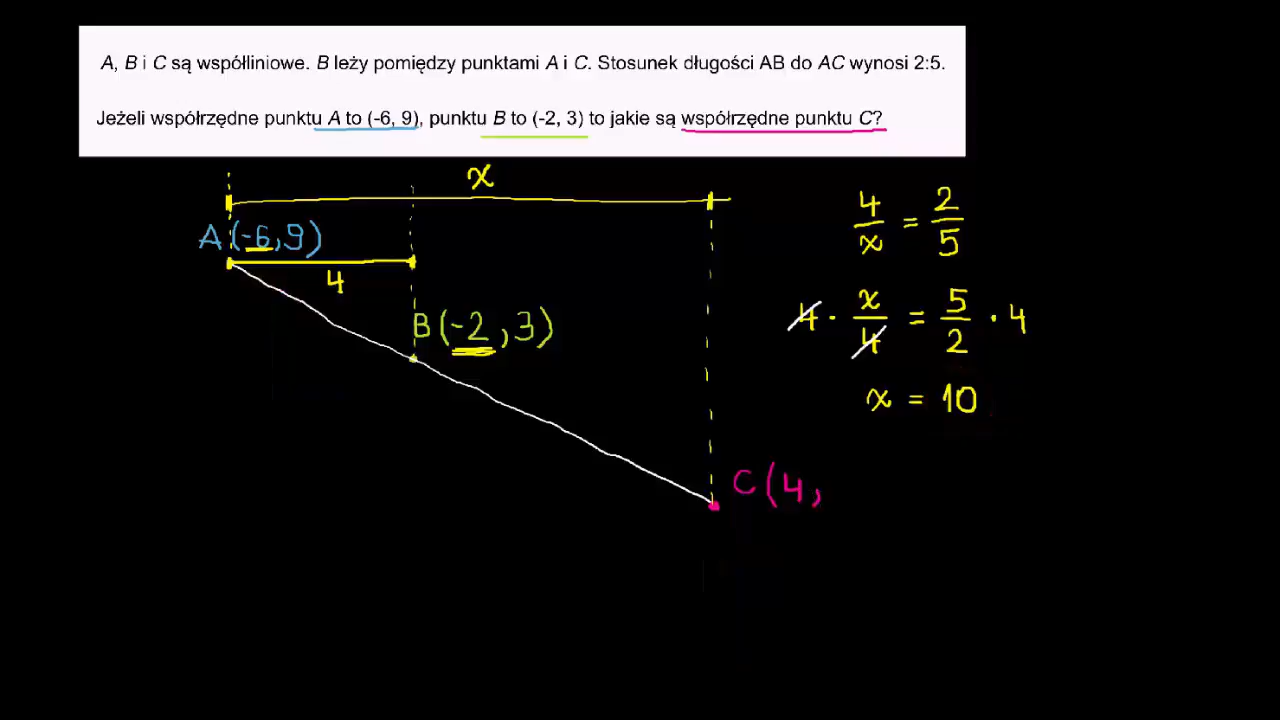 A, B i C są współliniowe. B leży pomiędzy punktami A i C. Stosunek długości AB do AC wynosi 2:5.
Jeżeli współrzędne punktu A to (-6, 9), punktu B to (-2, 3) to jakie są współrzędne punktu C?
x
A(-6,9)
4
B(-2,3)
C(4,
4/x = 2/5
4 · x/4 = 5/2 · 4
x = 10